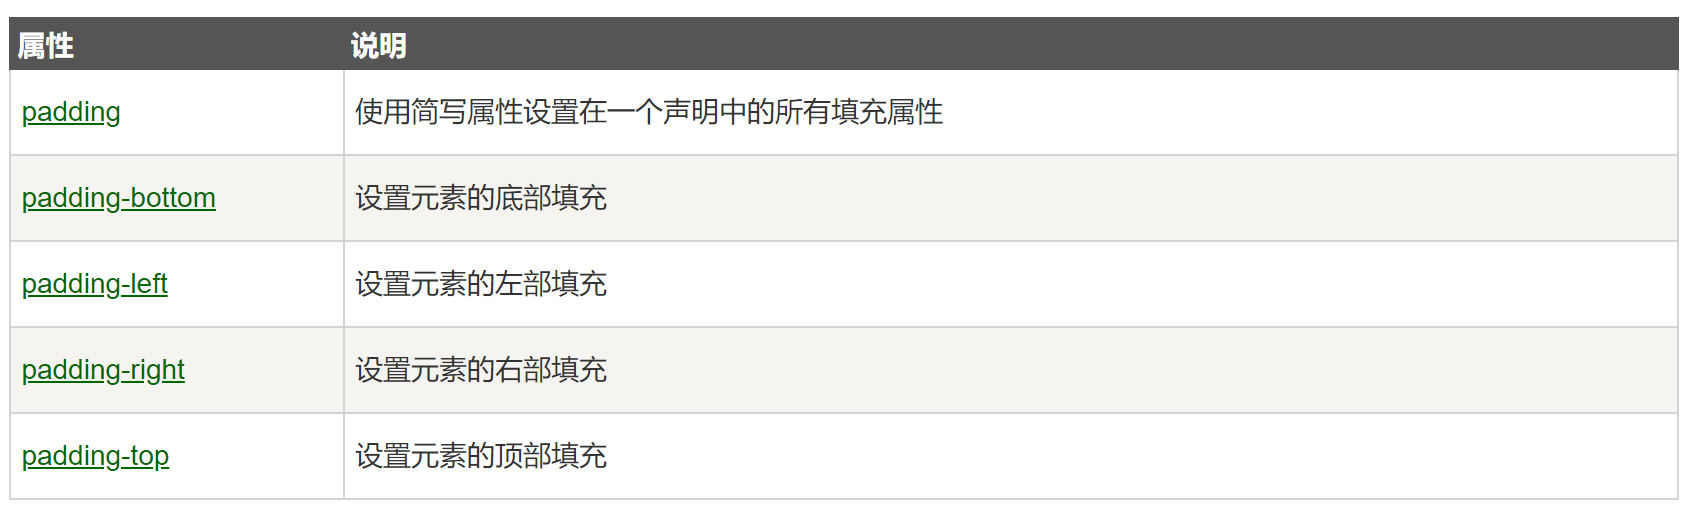 属性 说明
padding 使用简写属性设置在一个声明中的所有填充属性
padding-bottom 设置元素的底部填充
padding-left 设置元素的左部填充
padding-right 设置元素的右部填充
padding-top 设置元素的顶部填充